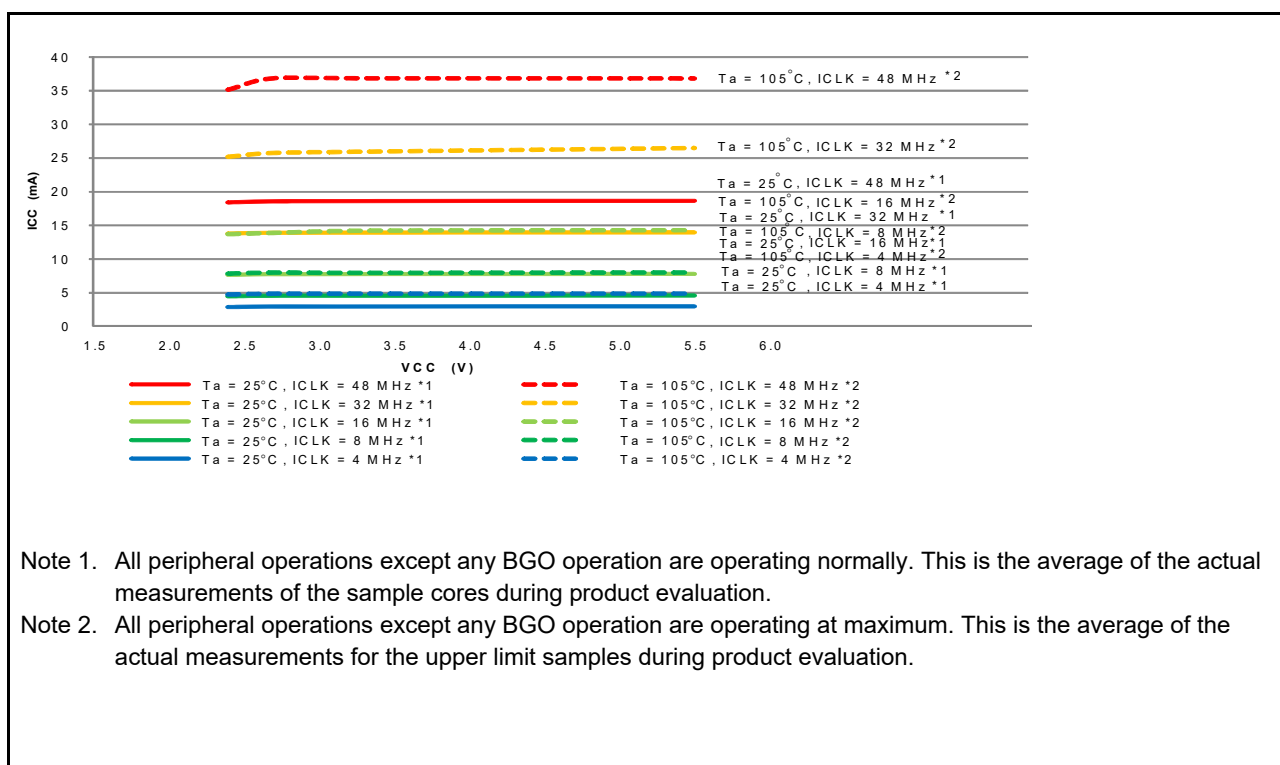 40
35
30
25
20
15
10
5
0
ICC (mA)
Ta = 105°C, ICLK = 48 MHz *2
Ta = 105°C, ICLK = 32 MHz *2
Ta = 25°C, ICLK = 48 MHz *1
Ta = 105°C, ICLK = 16 MHz *2
Ta = 25°C, ICLK = 32 MHz *1
Ta = 105°C, ICLK = 8 MHz *2
Ta = 25°C, ICLK = 16 MHz *1
Ta = 105°C, ICLK = 4 MHz *2
Ta = 25°C, ICLK = 8 MHz *1
Ta = 25°C, ICLK = 4 MHz *1
1.5 2.0 2.5 3.0 3.5 4.0 4.5 5.0 5.5 6.0
VCC (V)
Ta = 25°C, ICLK = 48 MHz *1 Ta = 105°C, ICLK = 48 MHz *2
Ta = 25°C, ICLK = 32 MHz *1 Ta = 105°C, ICLK = 32 MHz *2
Ta = 25°C, ICLK = 16 MHz *1 Ta = 105°C, ICLK = 16 MHz *2
Ta = 25°C, ICLK = 8 MHz *1 Ta = 105°C, ICLK = 8 MHz *2
Ta = 25°C, ICLK = 4 MHz *1 Ta = 105°C, ICLK = 4 MHz *2
Note 1. All peripheral operations except any BGO operation are operating normally. This is the average of the actual
measurements of the sample cores during product evaluation.
Note 2. All peripheral operations except any BGO operation are operating at maximum. This is the average of the
actual measurements for the upper limit samples during product evaluation.